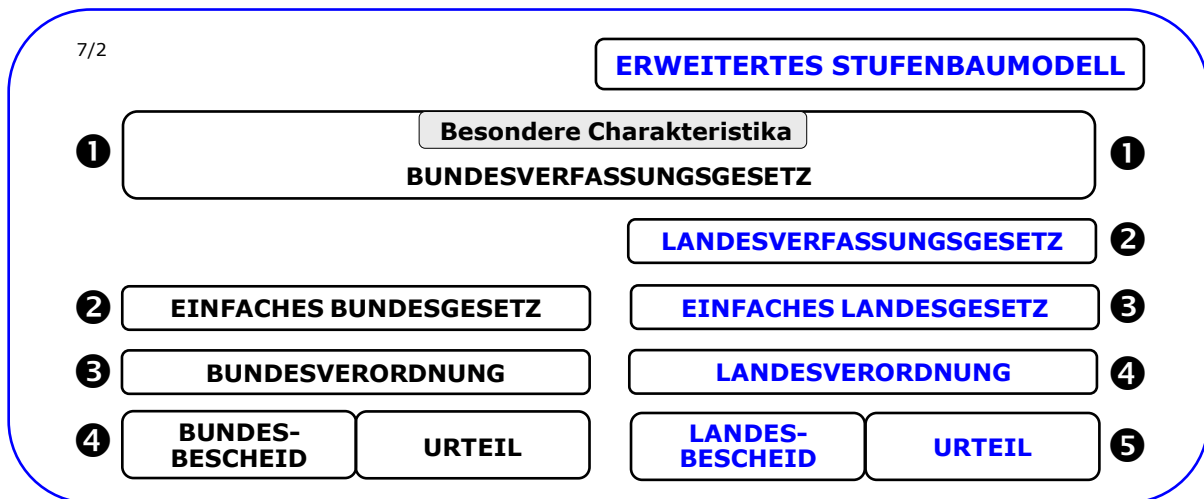 7/2
ERWEITERTES STUFENBAUMODELL
Besondere Charakteristika
❶ BUNDESVERFASSUNGSGESETZ ❶
LANDESVERFASSUNGSGESETZ ❷
❷ EINFACHES BUNDESGESETZ EINFACHES LANDESGESETZ ❸
❸ BUNDESVERORDNUNG LANDESVERORDNUNG ❹
❹ BUNDES-
BESCHEID URTEIL LANDES-
BESCHEID URTEIL ❺